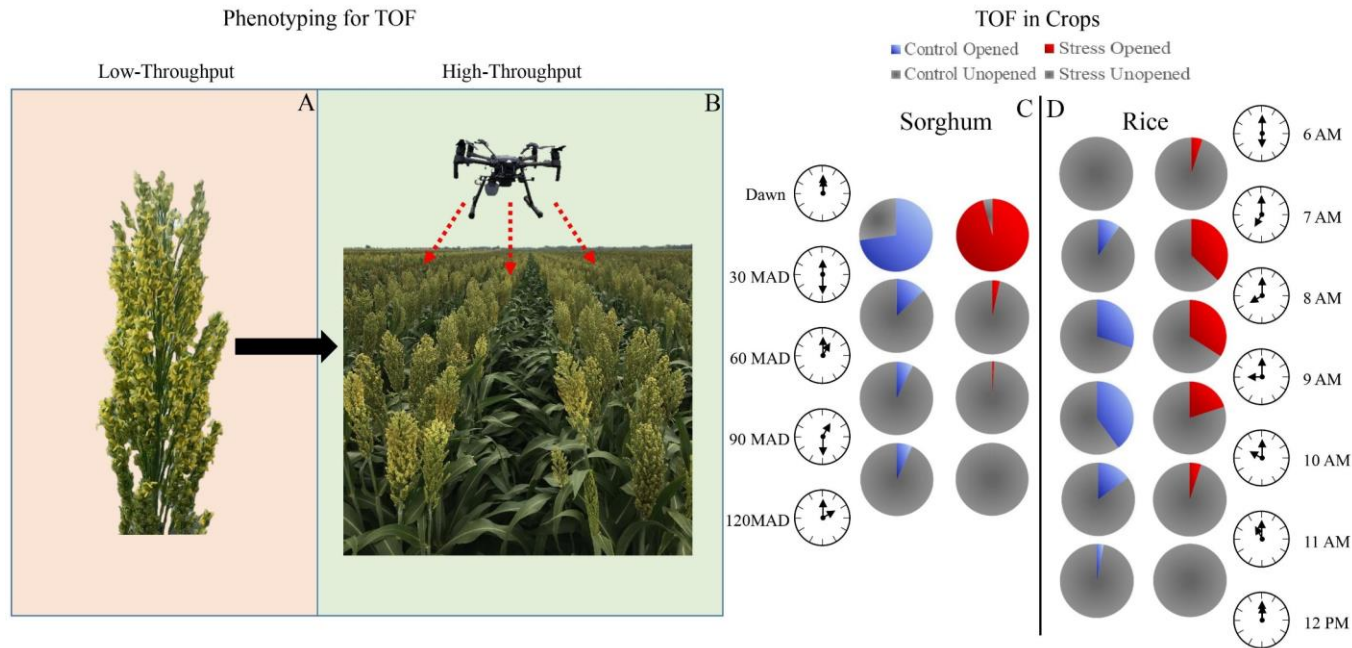 Phenotyping for TOF
Low-Throughput
High-Throughput
A
B
TOF in Crops
Control Opened
Stress Opened
Control Unopened
Stress Unopened
Sorghum
C
Dawn
30 MAD
60 MAD
90 MAD
120MAD
D
Rice
6 AM
7 AM
8 AM
9 AM
10 AM
11 AM
12 PM